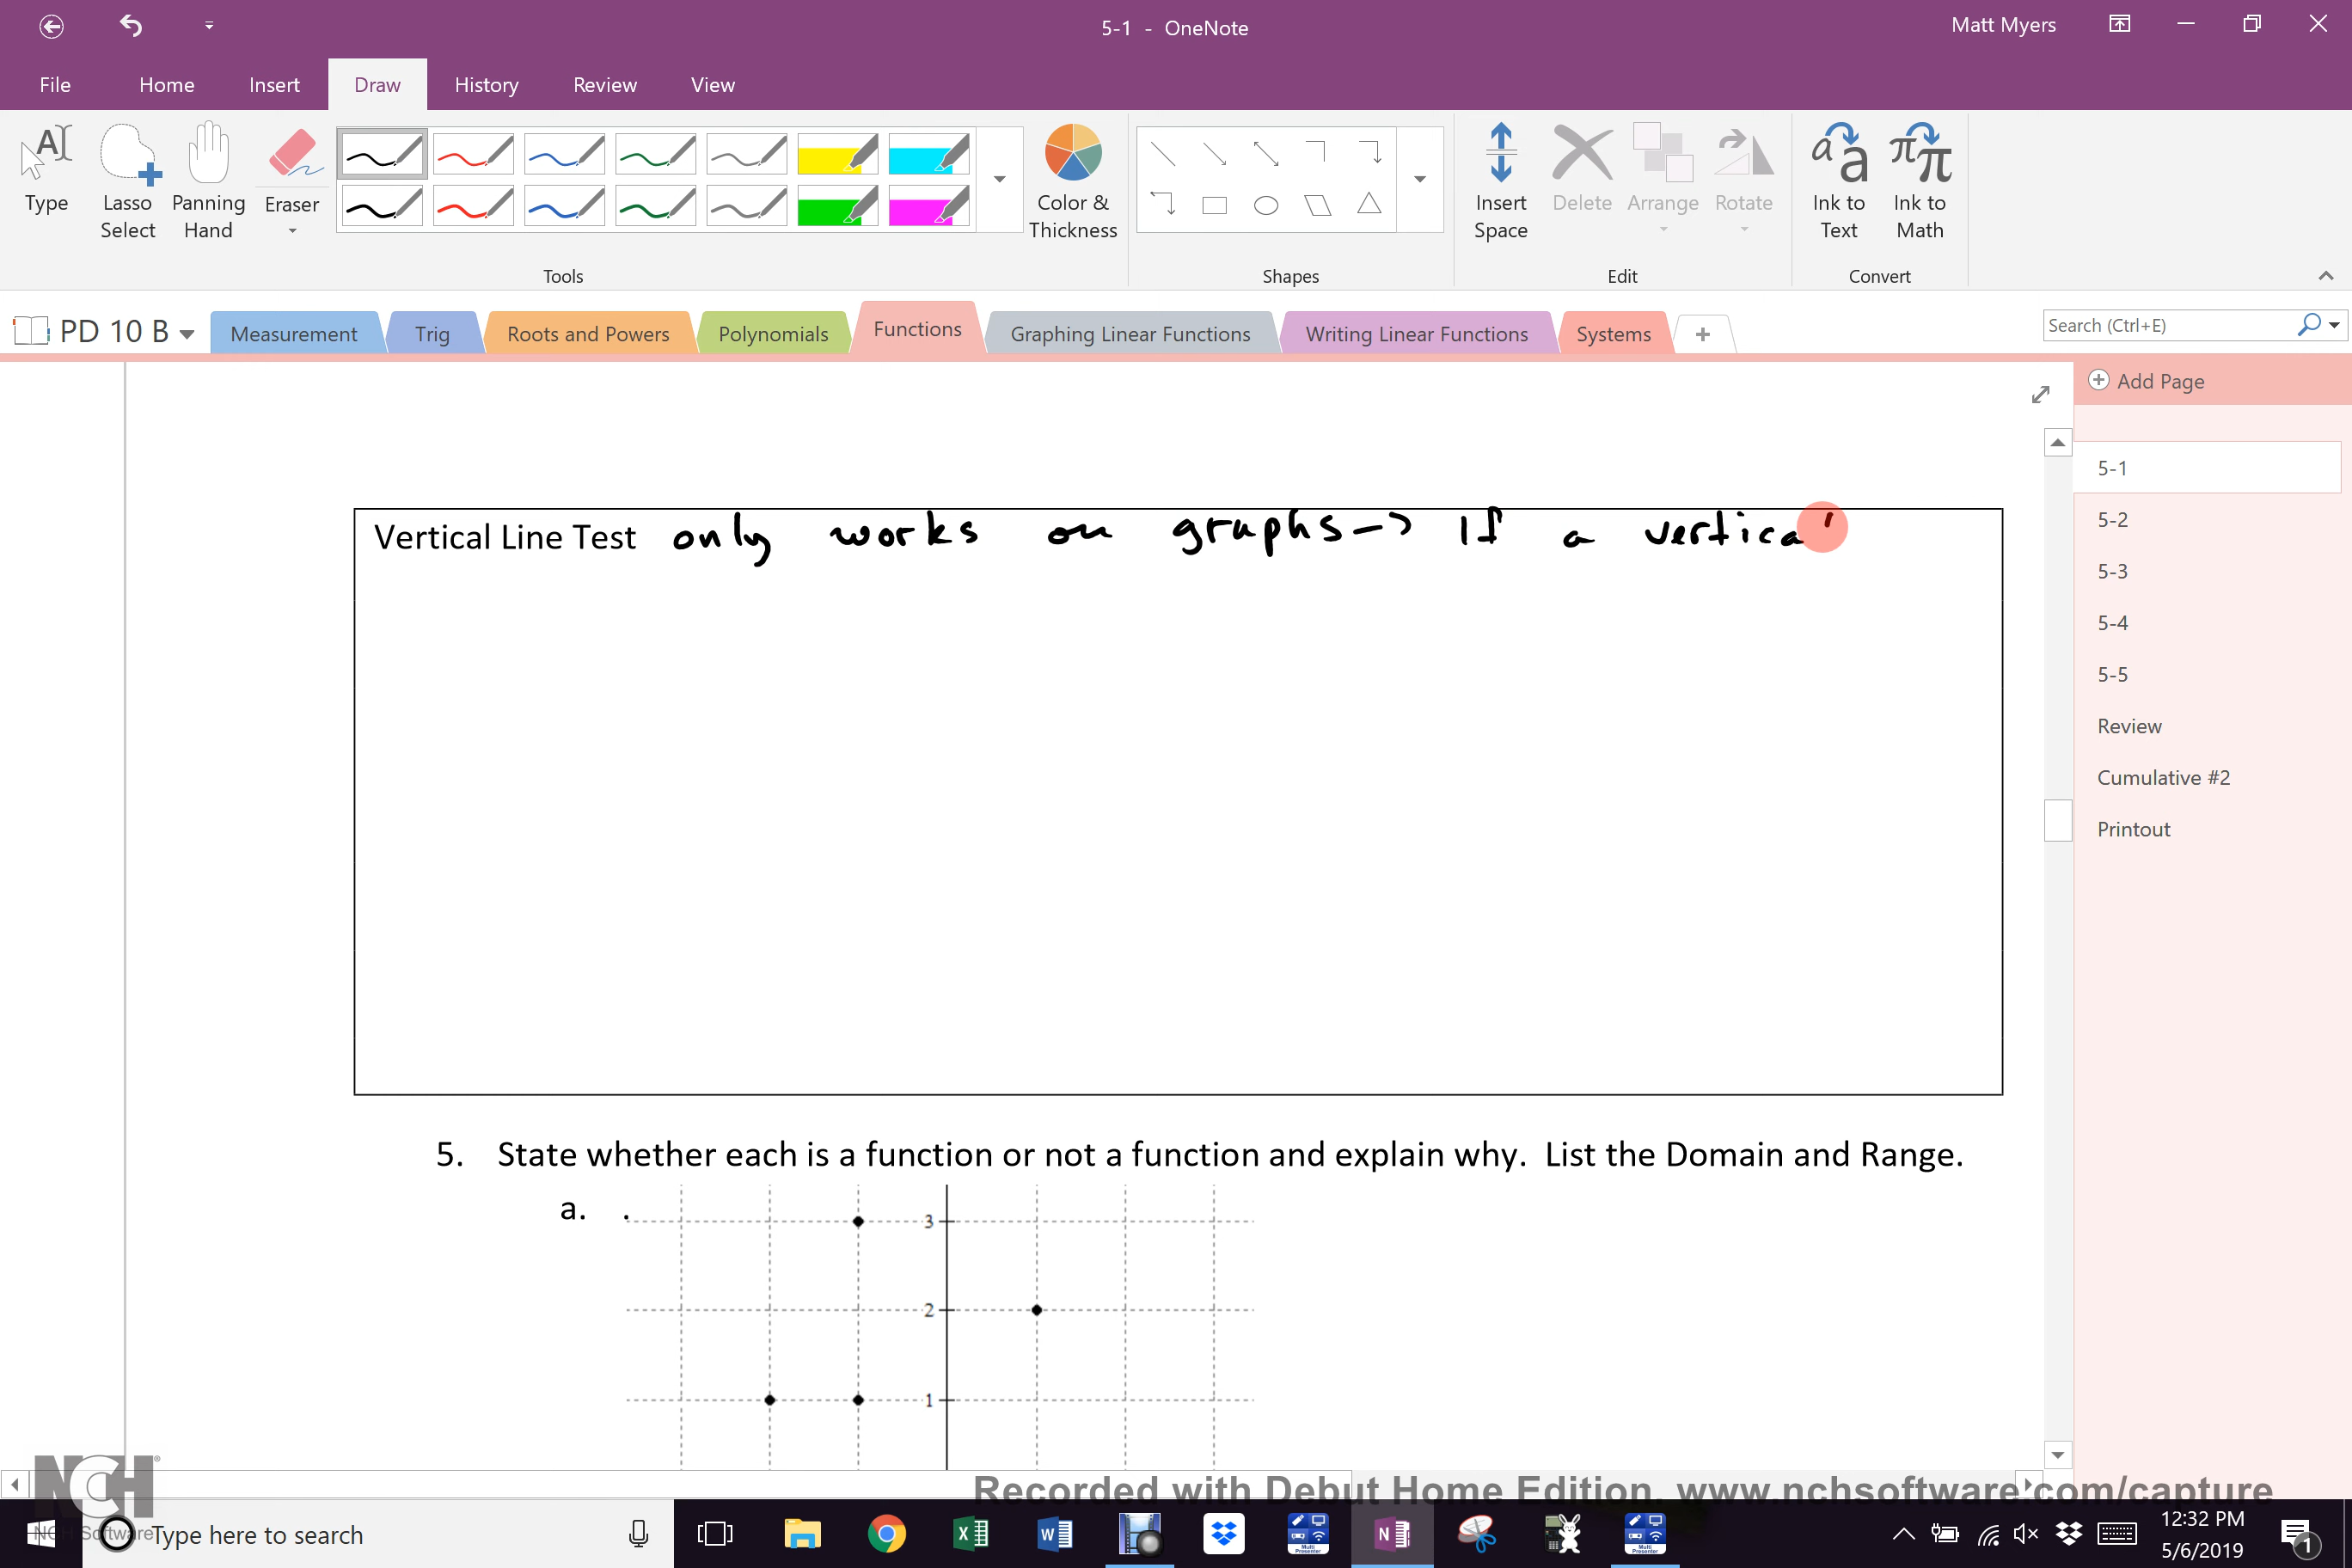 5-1 - OneNote
Matt Myers
File Home Insert Draw History Review View
Type
Lasso Select
Panning Hand
Eraser
Color & Thickness
Insert Space
Delete
Arrange
Rotate
Ink to Text
Ink to Math
Tools
Shapes
Edit
Convert
PD 10 B
Measurement Trig Roots and Powers Polynomials Functions Graphing Linear Functions Writing Linear Functions Systems +
Search (Ctrl+E)
Add Page
5-1
5-2
5-3
5-4
5-5
Review
Cumulative #2
Printout
Vertical Line Test only works on graphs -> If a vertical
5. State whether each is a function or not a function and explain why. List the Domain and Range.
a. .
3
2
1
NCH®
NCH Software
Recorded with Debut Home Edition. www.nchsoftware.com/capture
Type here to search
12:32 PM
5/6/2019
1